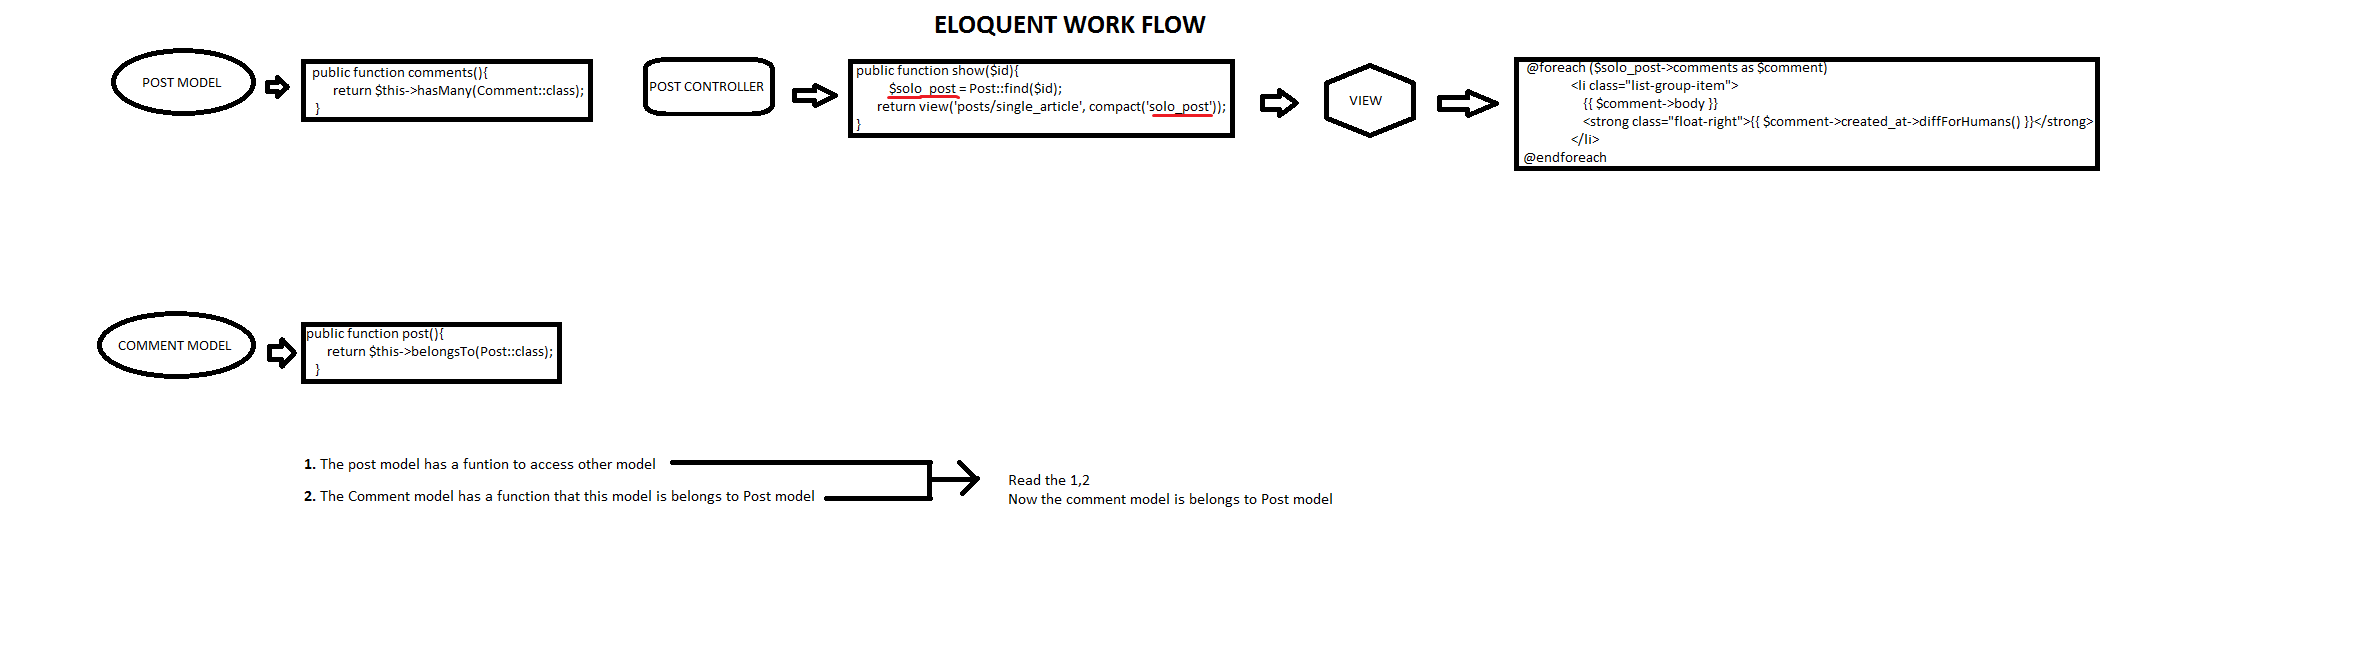 ELOQUENT WORK FLOW
POST MODEL
public function comments(){
return $this->hasMany(Comment::class);
}
POST CONTROLLER
public function show($id){
$solo_post = Post::find($id);
return view('posts/single_article', compact('solo_post'));
}
VIEW
@foreach ($solo_post->comments as $comment)
<li class="list-group-item">
{{ $comment->body }}
<strong class="float-right">{{ $comment->created_at->diffForHumans() }}</strong>
</li>
@endforeach
COMMENT MODEL
public function post(){
return $this->belongsTo(Post::class);
}
1. The post model has a funtion to access other model
2. The Comment model has a function that this model is belongs to Post model
Read the 1,2
Now the comment model is belongs to Post model